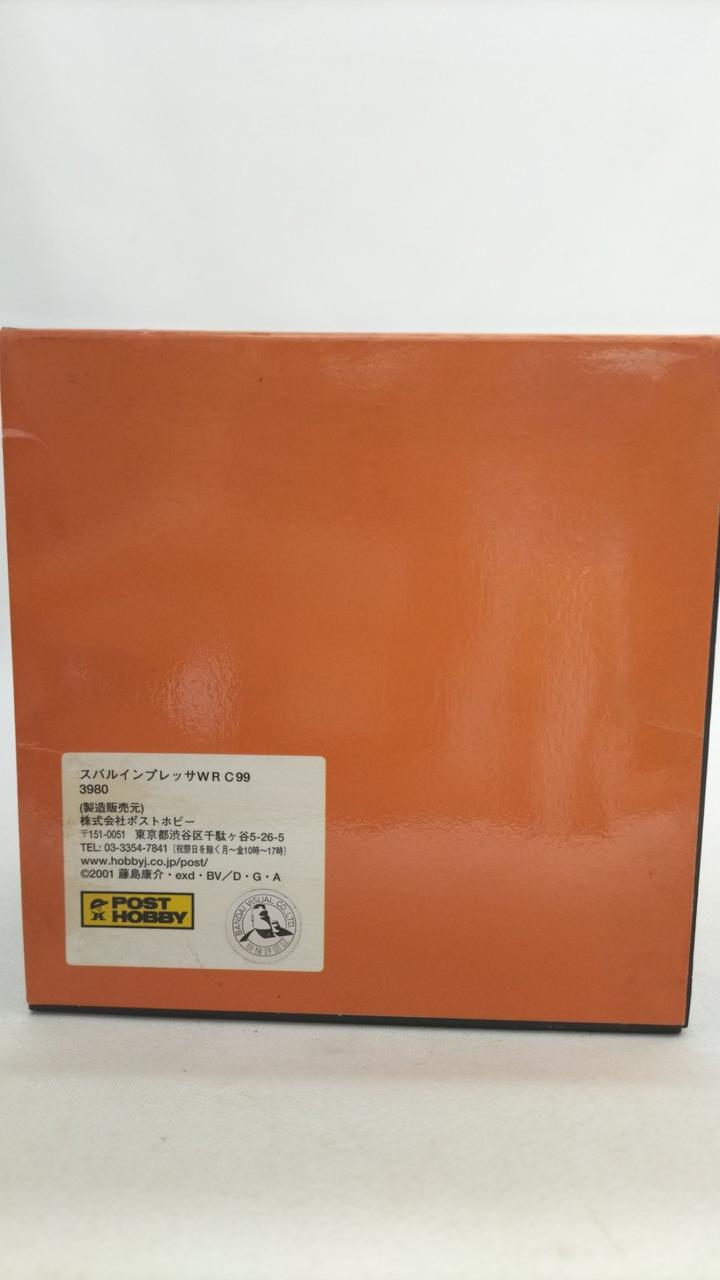 スバルインプレッサWRC99
3980
(製造販売元)
株式会社ポストホビー
〒151-0051 東京都渋谷区千駄ヶ谷5-26-5
TEL: 03-3354-7841 (祝祭日を除く月〜金10時〜17時)
www.hobbyj.co.jp/post/
©2001 藤島康介・exd・BV／D・G・A
POST
HOBBY
BANDAI VISUAL CO.LTD